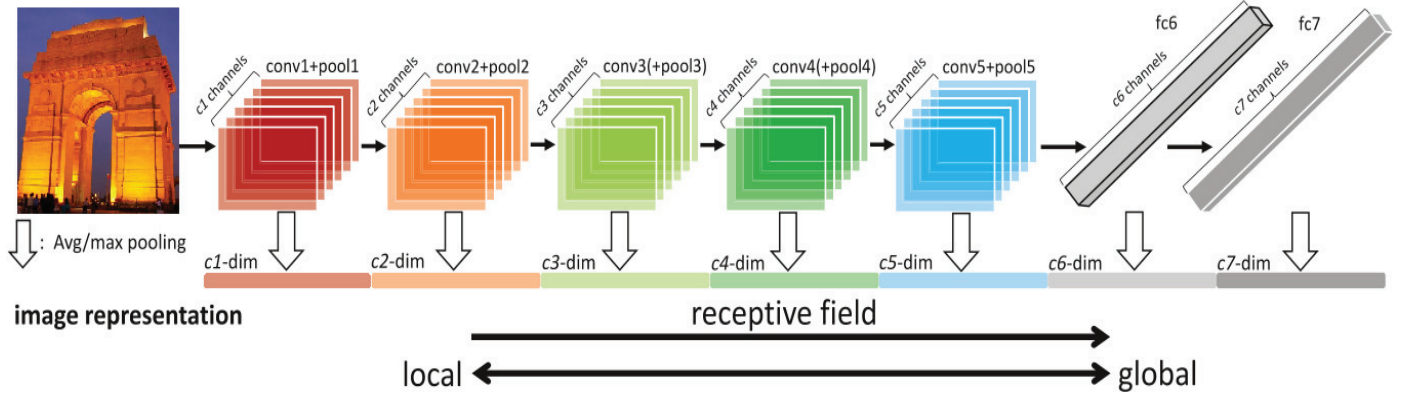 fc6
fc7
conv1+pool1
conv2+pool2
conv3(+pool3)
conv4(+pool4)
conv5+pool5
c1 channels
c2 channels
c3 channels
c4 channels
c5 channels
c6 channels
c7 channels
: Avg/max pooling
c1-dim
c2-dim
c3-dim
c4-dim
c5-dim
c6-dim
c7-dim
image representation
receptive field
local
global